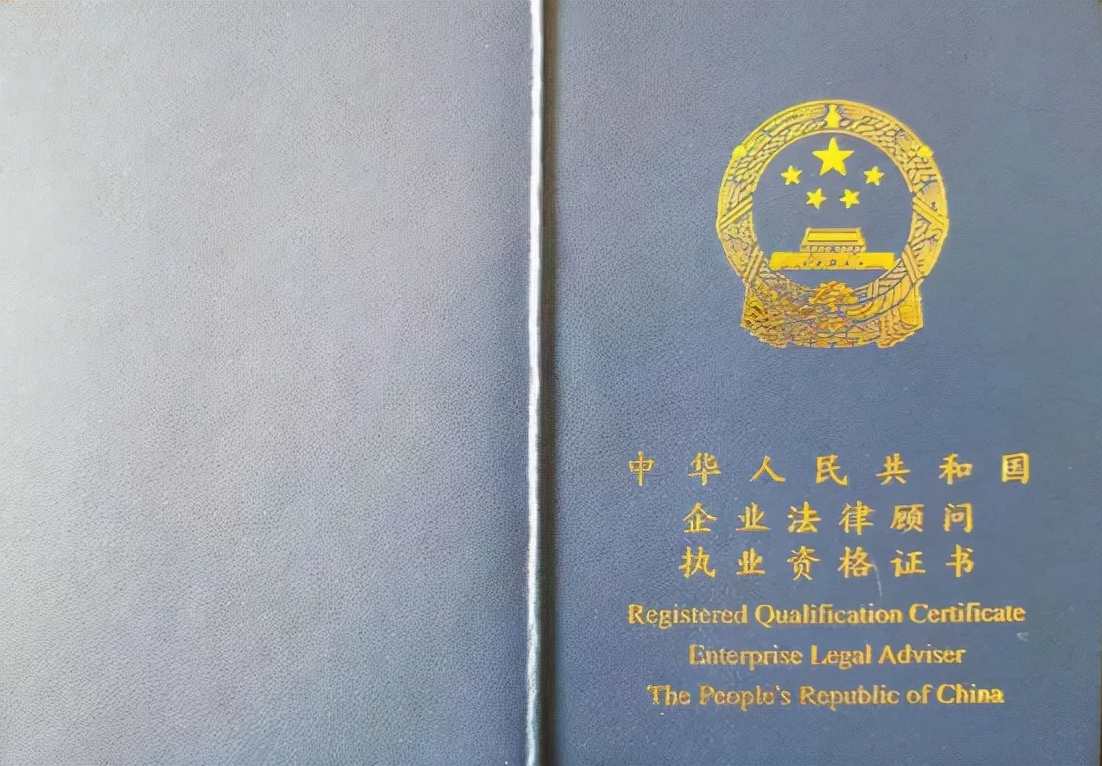 中华人民共和国
企业法律顾问
执业资格证书
Registered Qualification Certificate
Enterprise Legal Adviser
The People's Republic of China